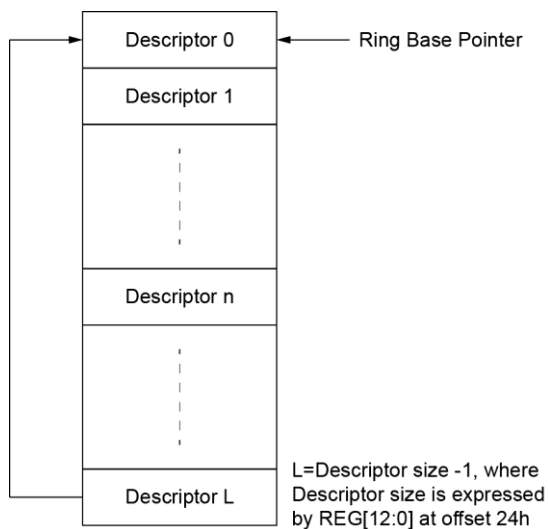 Descriptor 0
Ring Base Pointer
Descriptor 1
Descriptor n
Descriptor L
L=Descriptor size -1, where
Descriptor size is expressed
by REG[12:0] at offset 24h